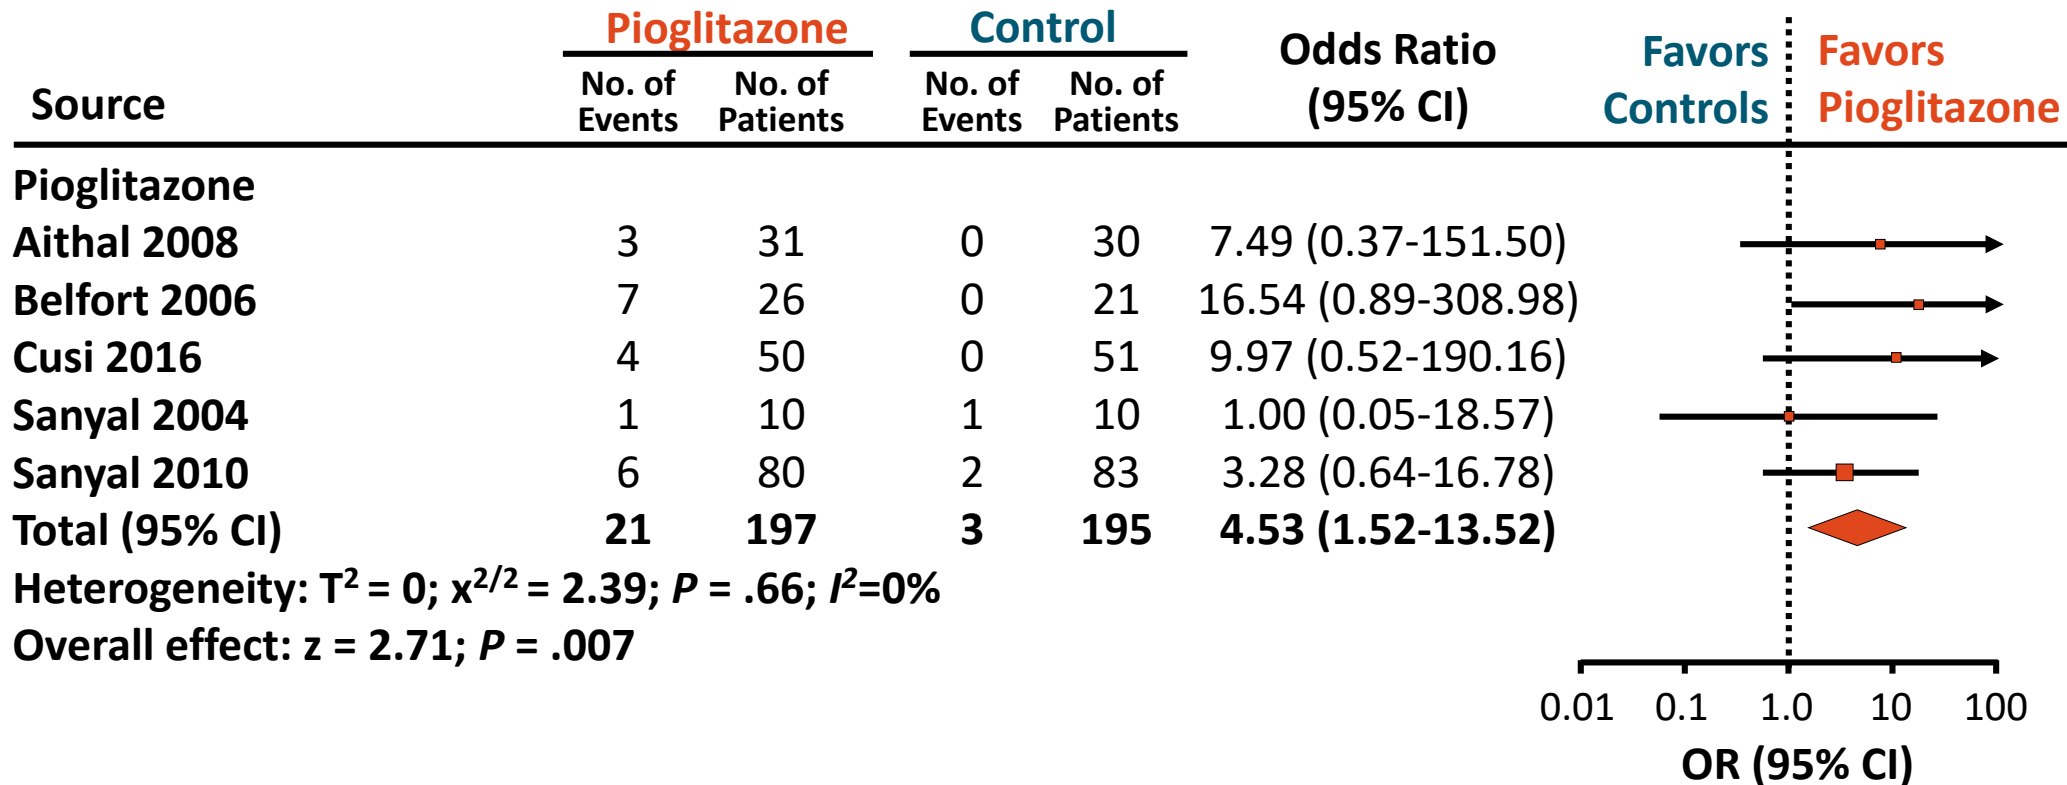 Pioglitazone Control
Source No. of Events No. of Patients No. of Events No. of Patients Odds Ratio (95% CI) Favors Controls Favors Pioglitazone
Pioglitazone
Aithal 2008 3 31 0 30 7.49 (0.37-151.50)
Belfort 2006 7 26 0 21 16.54 (0.89-308.98)
Cusi 2016 4 50 0 51 9.97 (0.52-190.16)
Sanyal 2004 1 10 1 10 1.00 (0.05-18.57)
Sanyal 2010 6 80 2 83 3.28 (0.64-16.78)
Total (95% CI) 21 197 3 195 4.53 (1.52-13.52)
Heterogeneity: T² = 0; x²/² = 2.39; P = .66; I²=0%
Overall effect: z = 2.71; P = .007
0.01 0.1 1.0 10 100
OR (95% CI)